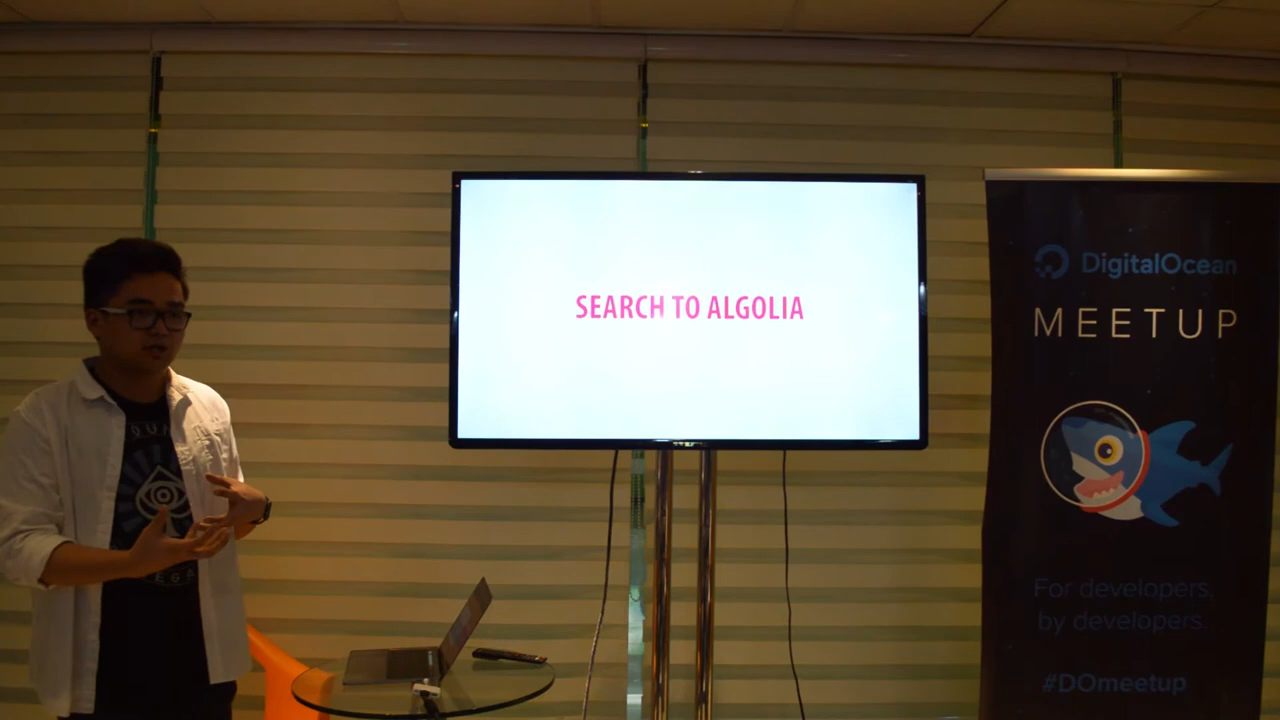 SEARCH TO ALGOLIA
DigitalOcean
MEETUP
For developers,
by developers.
#DOmeetup